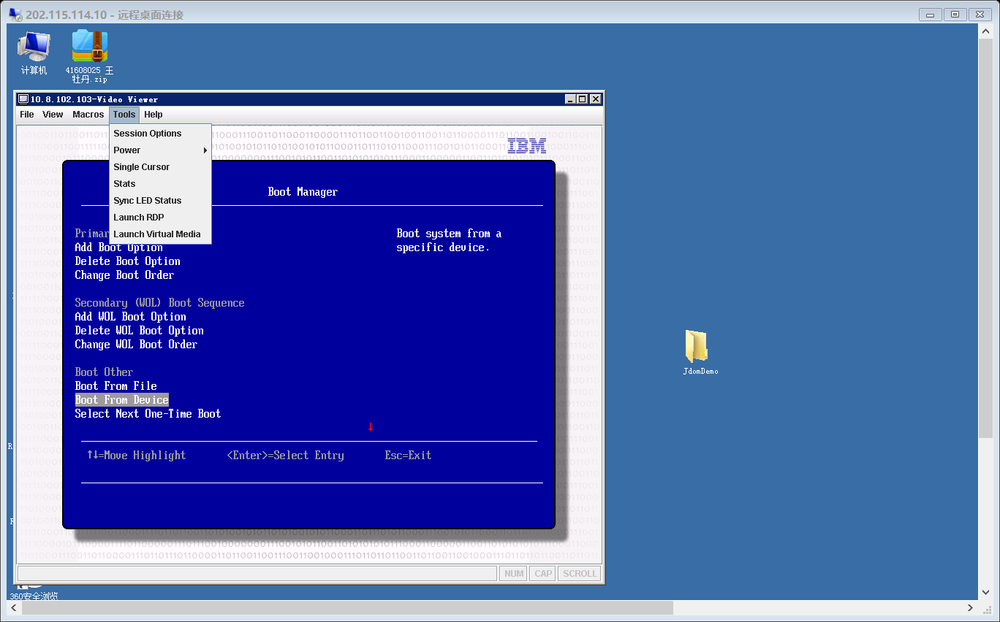 202.115.114.10 - 远程桌面连接
计算机
41608025 王
牡丹.zip
10.8.102.103-Video Viewer
File View Macros Tools Help
Session Options
Power
Single Cursor
Stats
Sync LED Status
Launch RDP
Launch Virtual Media
IBM
Boot Manager
Primar
Add Boot Option
Delete Boot Option
Change Boot Order
Secondary (WOL) Boot Sequence
Add WOL Boot Option
Delete WOL Boot Option
Change WOL Boot Order
Boot Other
Boot From File
Boot From Device
Select Next One-Time Boot
Boot system from a
specific device.
↑↓=Move Highlight <Enter>=Select Entry Esc=Exit
NUM CAP SCROLL
JdomDemo
R
360安全浏览